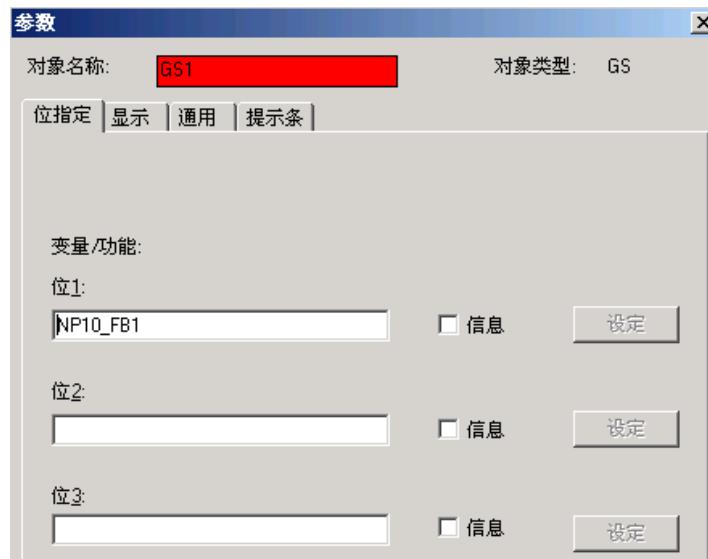 参数
对象名称: GS1 对象类型: GS
位指定 显示 通用 提示条
变量/功能:
位1:
NP10_FB1 信息 设定
位2:
信息 设定
位3:
信息 设定